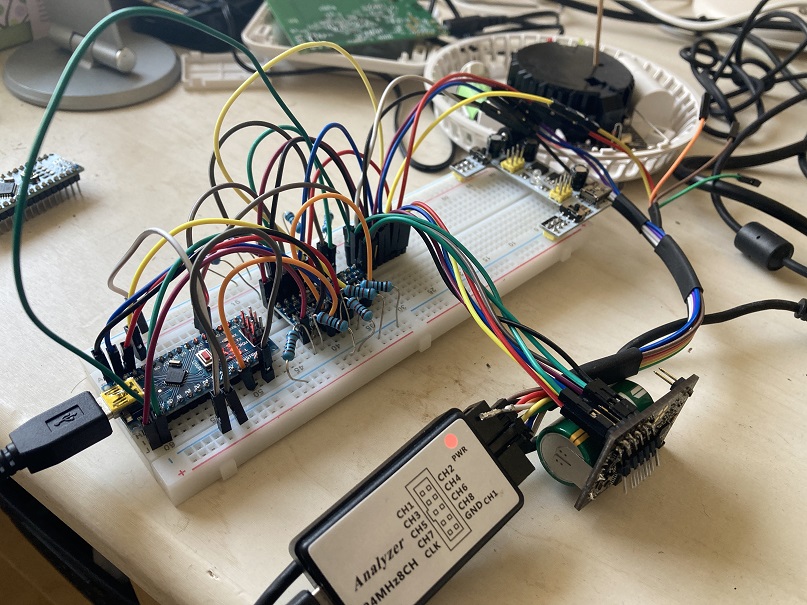 PWR
CH1 CH2
CH3 CH4
CH5 CH6
CH7 CH8
CLK GND CH1
Analyzer
24MHz8CH